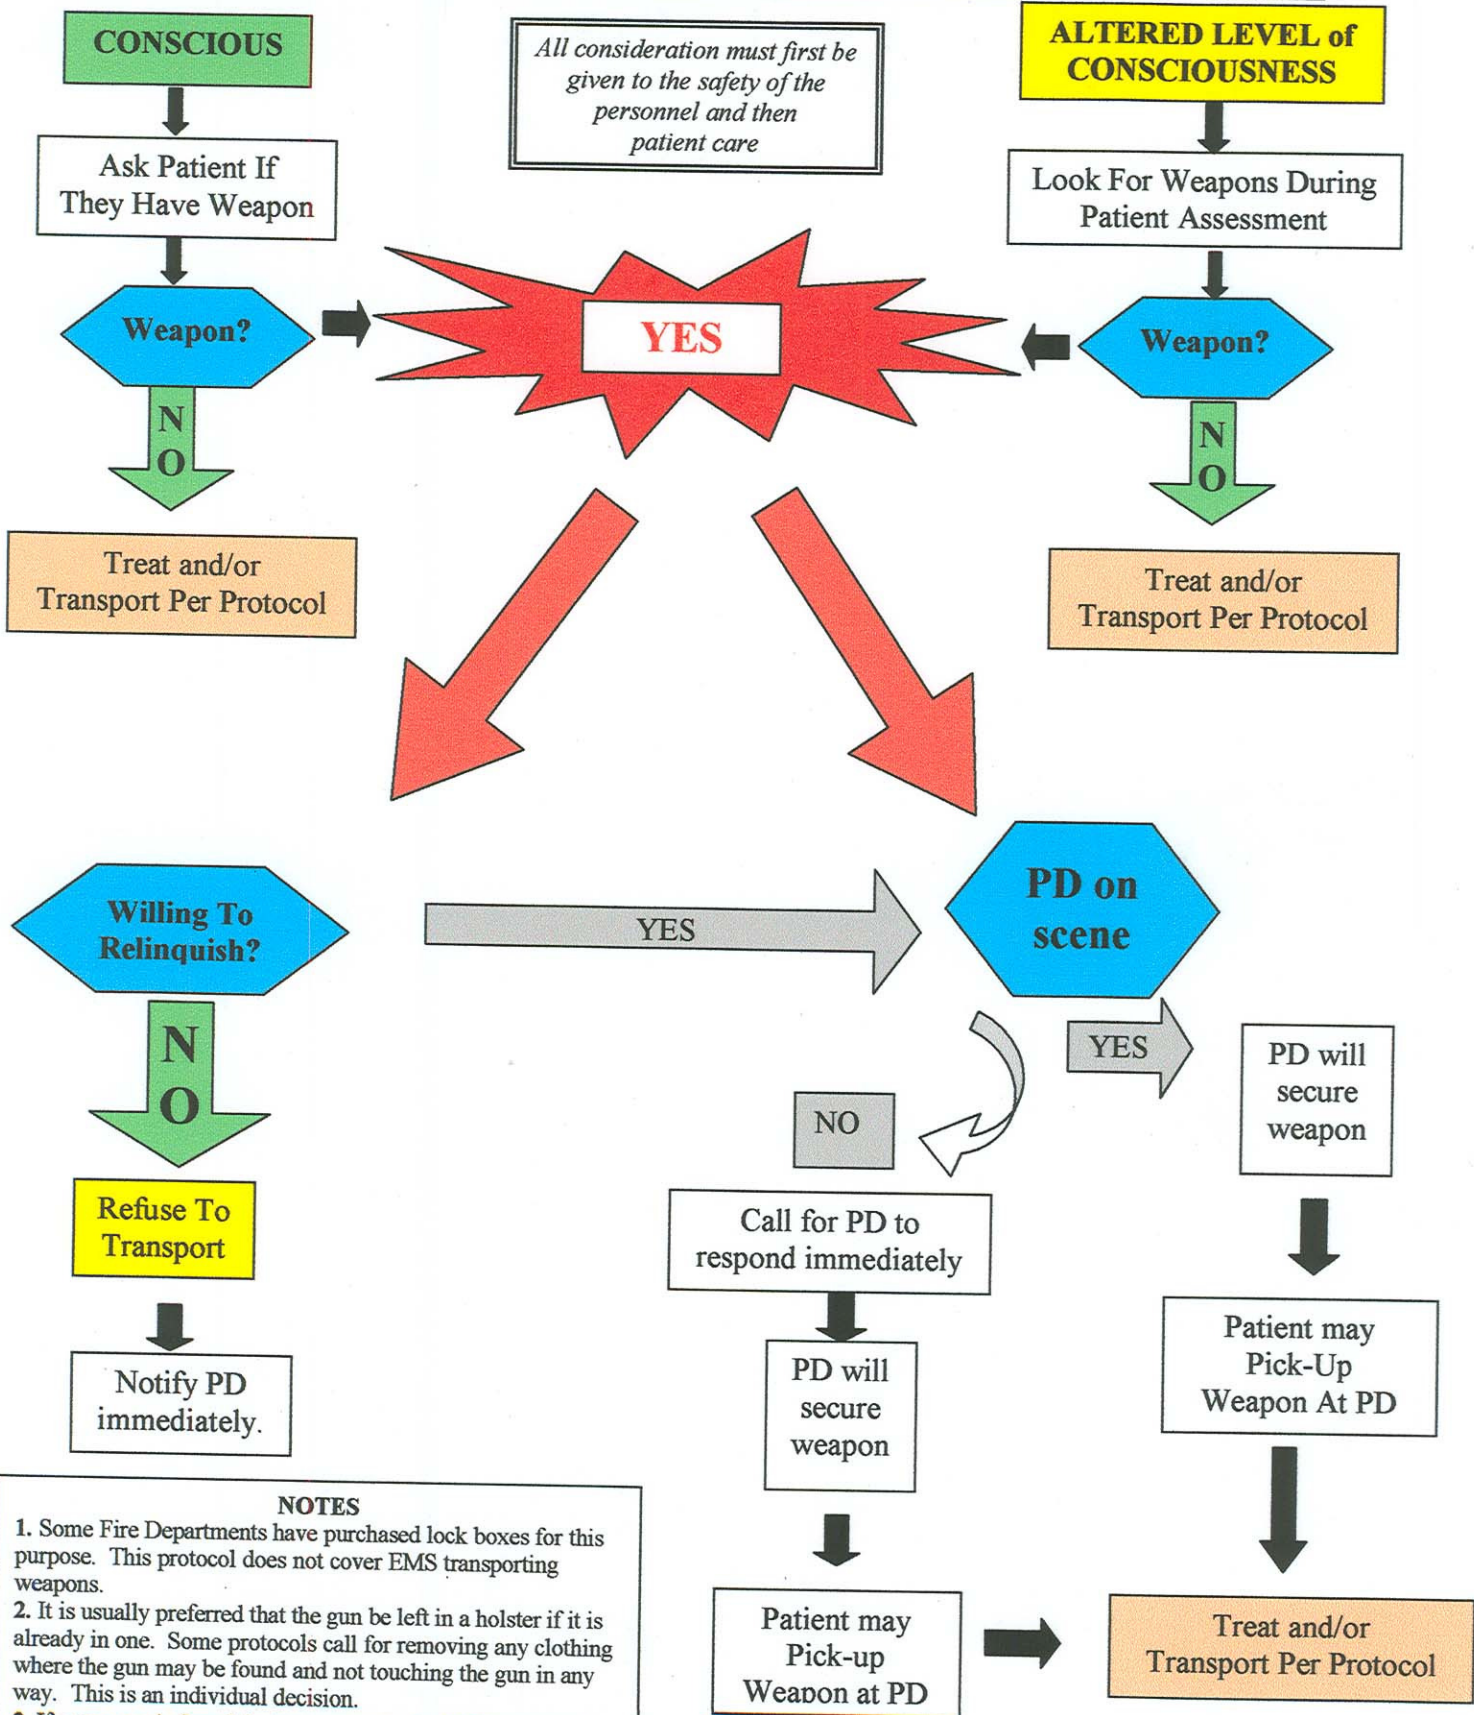 CONSCIOUS
All consideration must first be
given to the safety of the
personnel and then
patient care
ALTERED LEVEL of
CONSCIOUSNESS
Ask Patient If
They Have Weapon
Look For Weapons During
Patient Assessment
Weapon?
YES
Weapon?
N
O
N
O
Treat and/or
Transport Per Protocol
Treat and/or
Transport Per Protocol
Willing To
Relinquish?
YES
PD on
scene
N
O
YES
PD will
secure
weapon
NO
Refuse To
Transport
Call for PD to
respond immediately
Notify PD
immediately.
PD will
secure
weapon
Patient may
Pick-Up
Weapon At PD
NOTES
1. Some Fire Departments have purchased lock boxes for this
purpose. This protocol does not cover EMS transporting
weapons.
2. It is usually preferred that the gun be left in a holster if it is
already in one. Some protocols call for removing any clothing
where the gun may be found and not touching the gun in any
way. This is an individual decision.
Patient may
Pick-up
Weapon at PD
Treat and/or
Transport Per Protocol